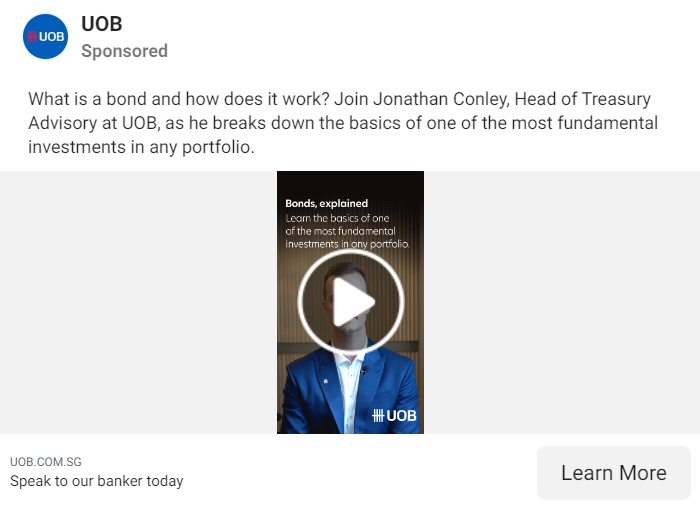 UOB
UOB
Sponsored
What is a bond and how does it work? Join Jonathan Conley, Head of Treasury
Advisory at UOB, as he breaks down the basics of one of the most fundamental
investments in any portfolio.
Bonds, explained
Learn the basics of one
of the most fundamental
investments in any portfolio.
UOB
UOB.COM.SG
Speak to our banker today
Learn More